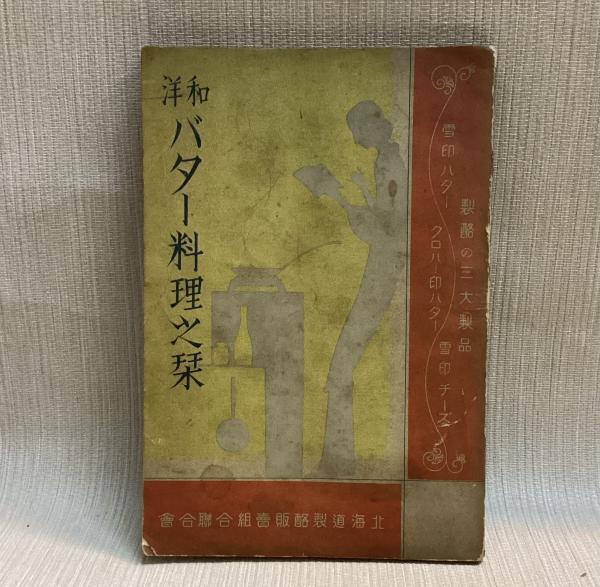 和洋
バター料理之栞
製酪の三大製品
雪印バター
クロバー印バター
雪印チーズ
北海道製酪販賣組合聯合會